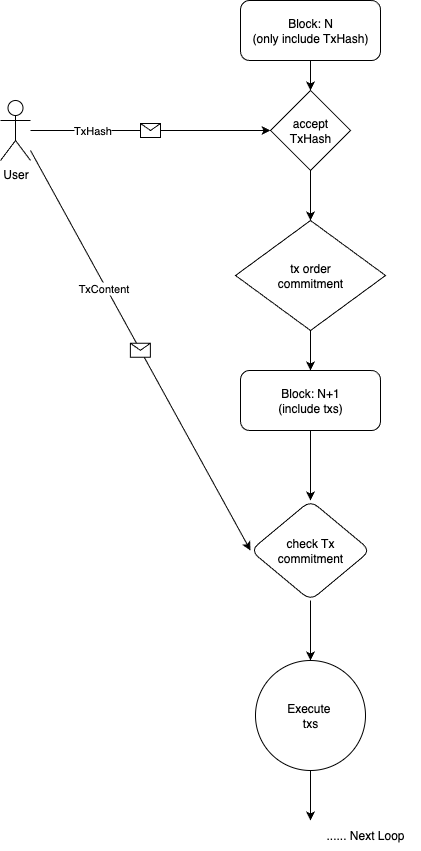 Block: N
(only include TxHash)
TxHash
accept
TxHash
User
tx order
commitment
TxContent
Block: N+1
(include txs)
check Tx
commitment
Execute
txs
...... Next Loop